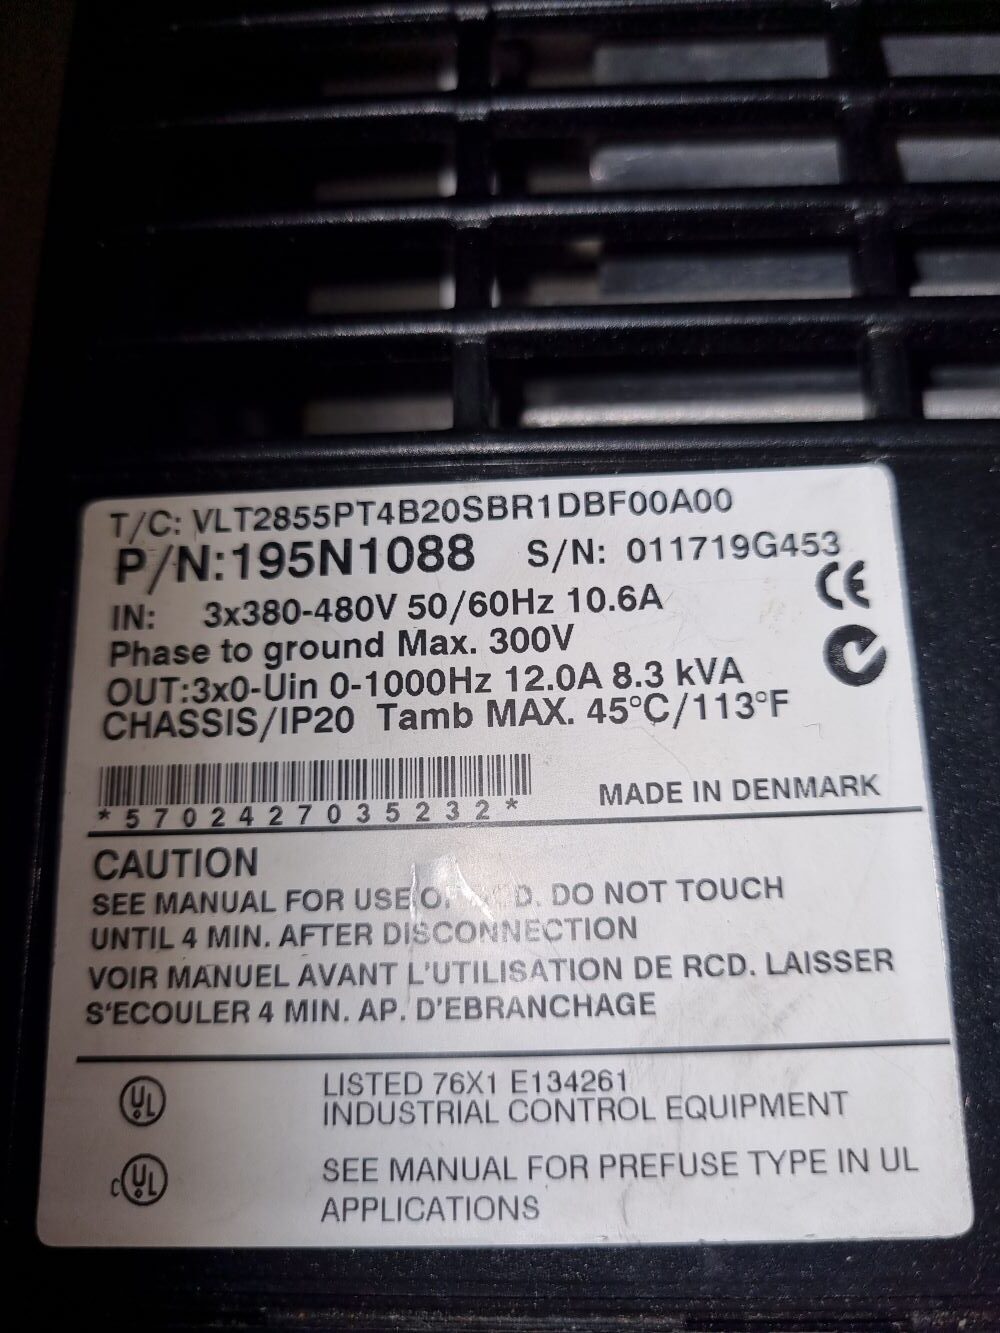 T/C: VLT2855PT4B20SBR1DBF00A00
P/N:195N1088 S/N: 011719G453
IN: 3x380-480V 50/60Hz 10.6A
Phase to ground Max. 300V
OUT:3x0-Uin 0-1000Hz 12.0A 8.3 kVA
CHASSIS/IP20 Tamb MAX. 45°C/113°F
CE
*5702427035232*
MADE IN DENMARK
CAUTION
SEE MANUAL FOR USE DO NOT TOUCH
UNTIL 4 MIN. AFTER DISCONNECTION
VOIR MANUEL AVANT L'UTILISATION DE RCD. LAISSER
S'ECOULER 4 MIN. AP. D'EBRANCHAGE
UL LISTED 76X1 E134261
INDUSTRIAL CONTROL EQUIPMENT
c UL SEE MANUAL FOR PREFUSE TYPE IN UL
APPLICATIONS